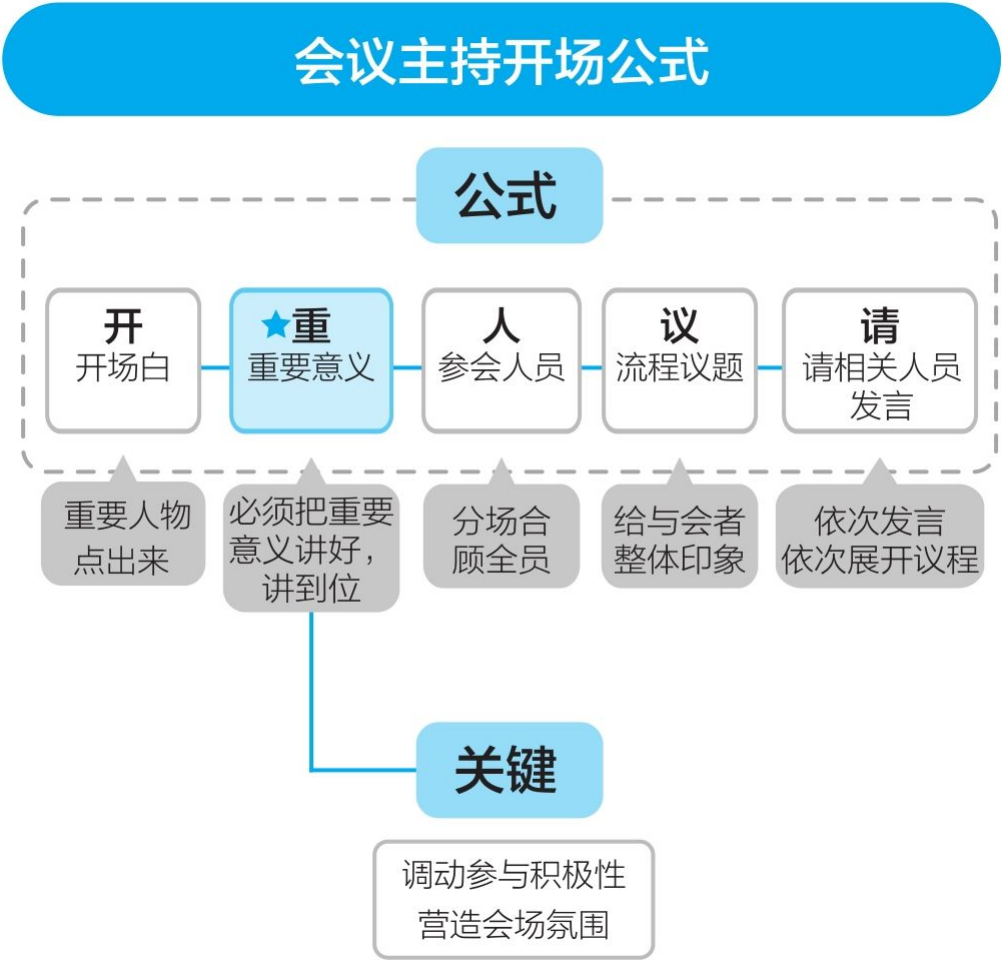 会议主持开场公式
公式
开
开场白
★重
重要意义
人
参会人员
议
流程议题
请
请相关人员
发言
重要人物
点出来
必须把重要
意义讲好，
讲到位
分场合
顾全员
给与会者
整体印象
依次发言
依次展开议程
关键
调动参与积极性
营造会场氛围